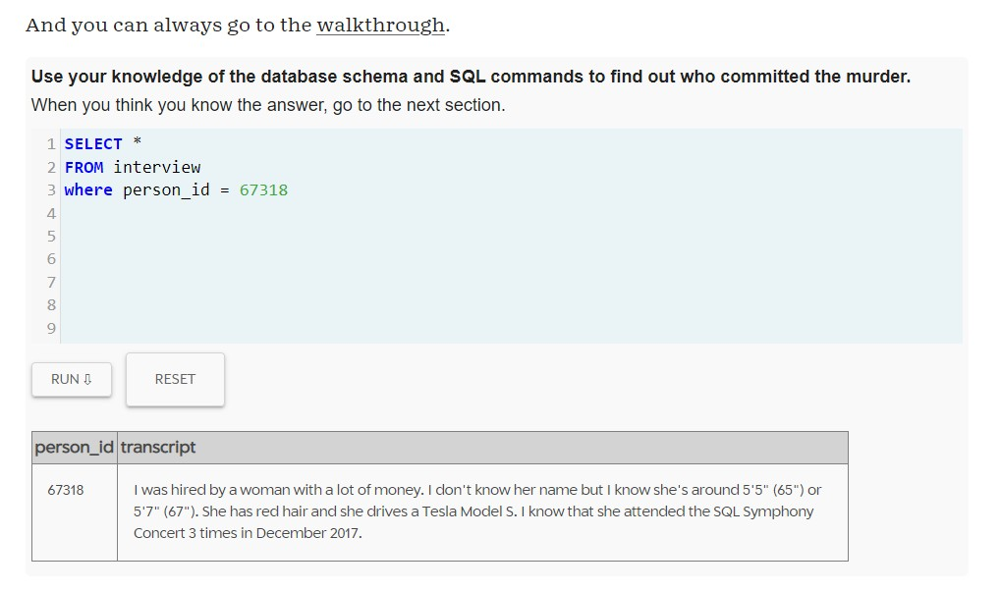 And you can always go to the walkthrough.
Use your knowledge of the database schema and SQL commands to find out who committed the murder.
When you think you know the answer, go to the next section.
1 SELECT *
2 FROM interview
3 where person_id = 67318
4
5
6
7
8
9
RUN ⇩ RESET
person_id transcript
67318 I was hired by a woman with a lot of money. I don't know her name but I know she's around 5'5" (65") or
5'7" (67"). She has red hair and she drives a Tesla Model S. I know that she attended the SQL Symphony
Concert 3 times in December 2017.